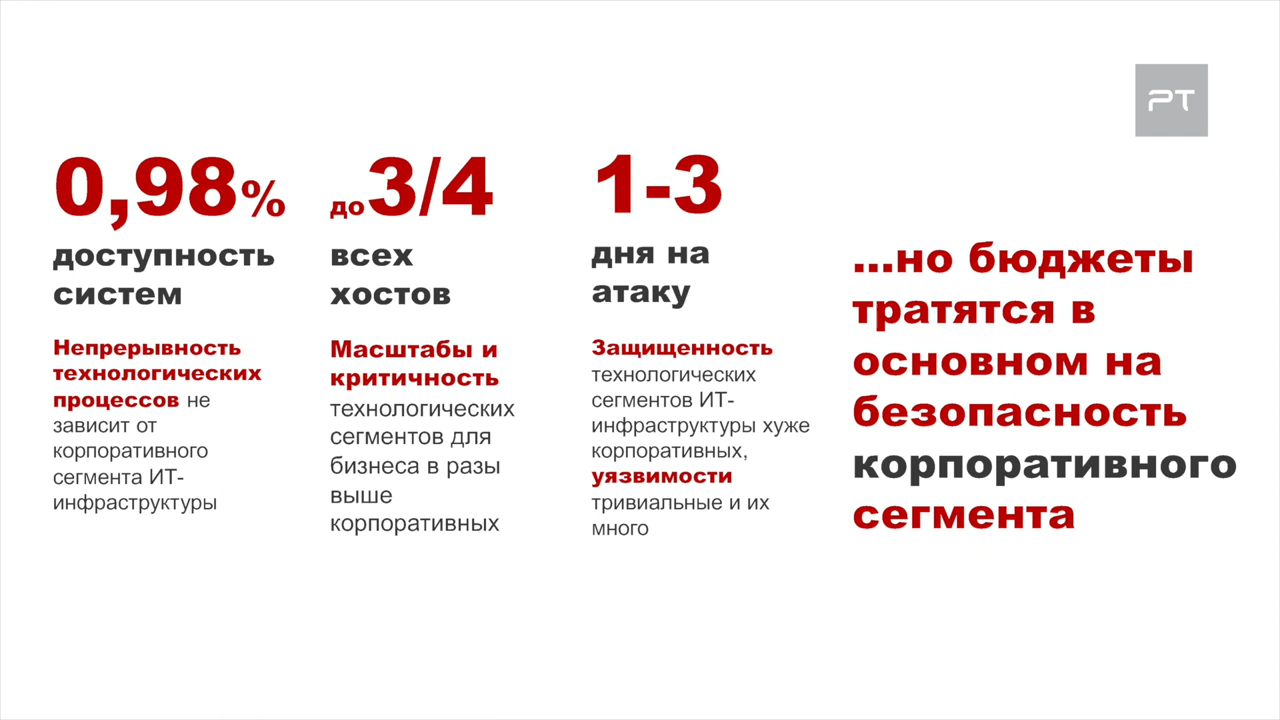 PT
0,98%
доступность
систем
Непрерывность
технологических
процессов не
зависит от
корпоративного
сегмента ИТ-
инфраструктуры
до 3/4
всех
хостов
Масштабы и
критичность
технологических
сегментов для
бизнеса в разы
выше
корпоративных
1-3
дня на
атаку
Защищенность
технологических
сегментов ИТ-
инфраструктуры хуже
корпоративных,
уязвимости
тривиальные и их
много
...но бюджеты
тратятся в
основном на
безопасность
корпоративного
сегмента